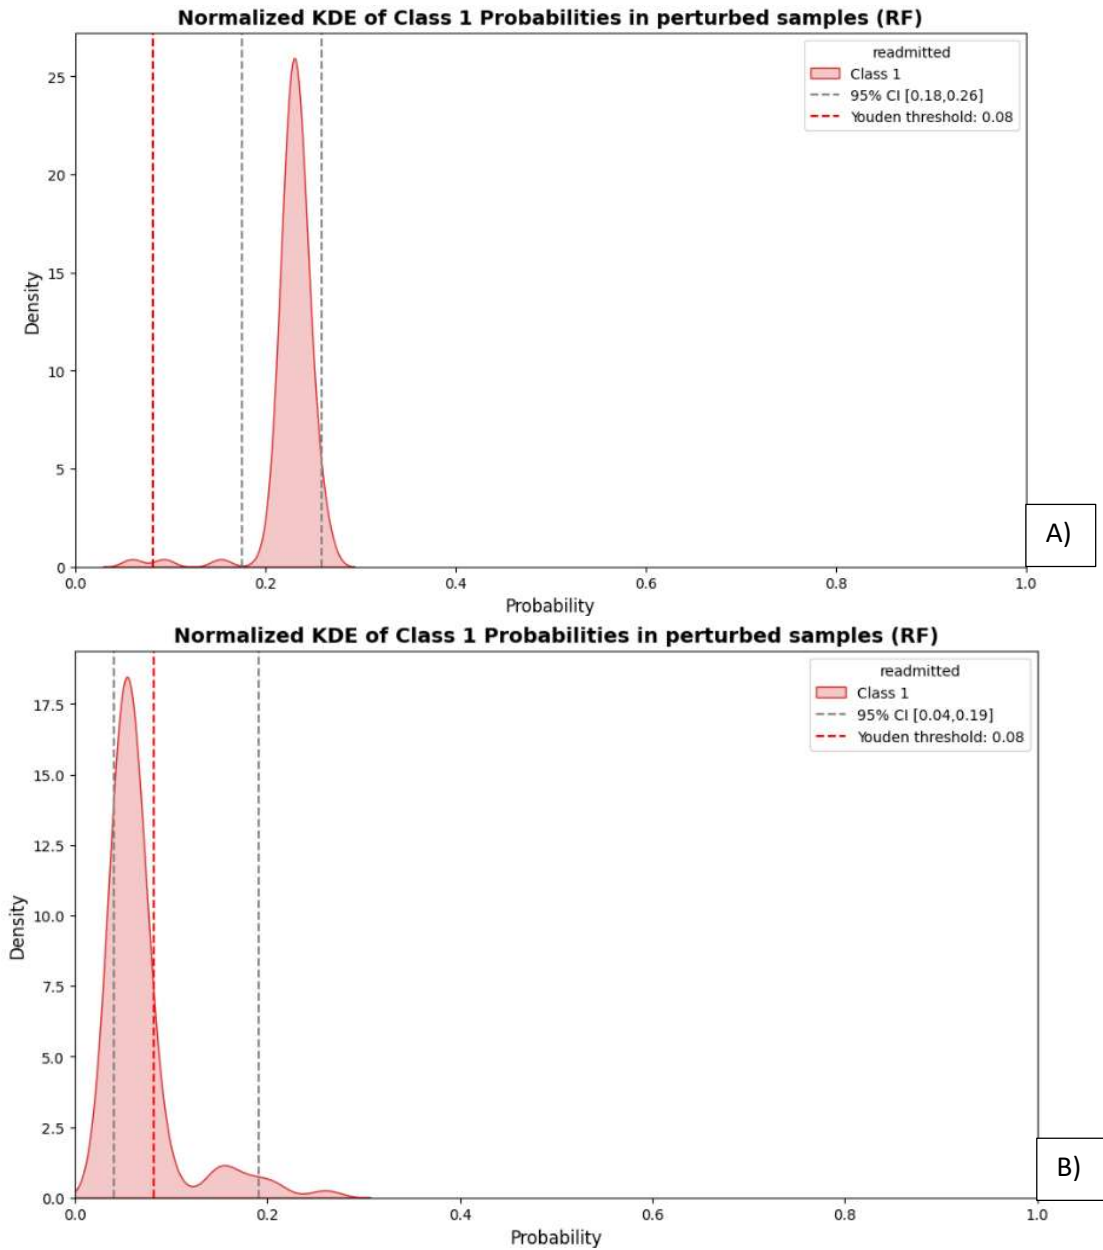 Normalized KDE of Class 1 Probabilities in perturbed samples (RF)
readmitted
Class 1
95% CI [0.18,0.26]
Youden threshold: 0.08
25
20
15
10
5
0
Density
0.0 0.2 0.4 0.6 0.8 1.0
Probability
A)
Normalized KDE of Class 1 Probabilities in perturbed samples (RF)
readmitted
Class 1
95% CI [0.04,0.19]
Youden threshold: 0.08
17.5
15.0
12.5
10.0
7.5
5.0
2.5
0.0
Density
0.0 0.2 0.4 0.6 0.8 1.0
Probability
B)